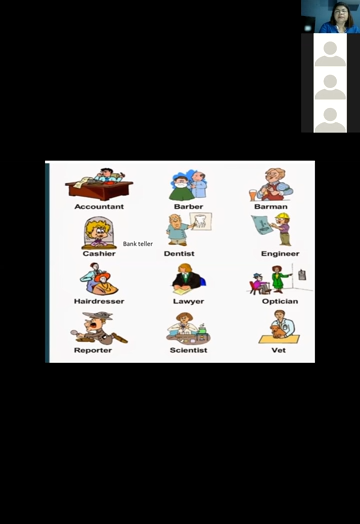 Accountant Barber Barman
Bank teller
Cashier Dentist Engineer
Hairdresser Lawyer Optician
Reporter Scientist Vet